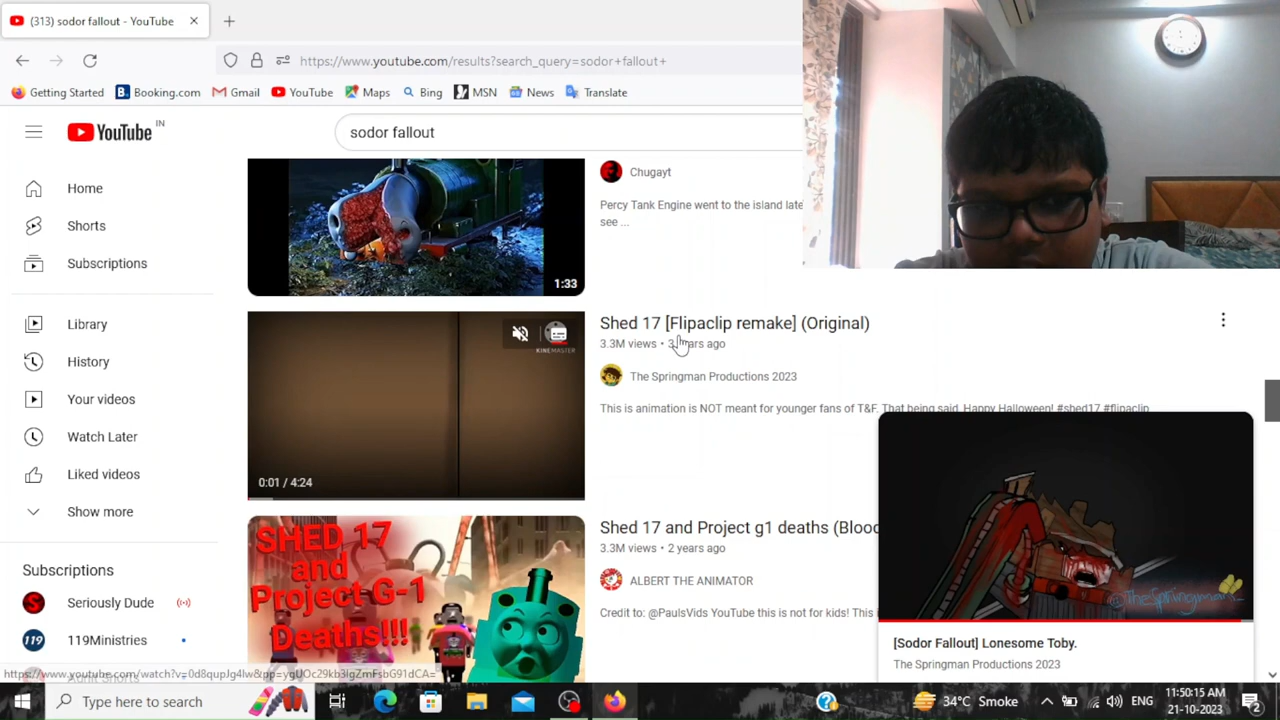 (313) sodor fallout - YouTube
https://www.youtube.com/results?search_query=sodor+fallout+
Getting Started
Booking.com
Gmail
YouTube
Maps
Bing
MSN
News
Translate
YouTube IN
sodor fallout
Home
Shorts
Subscriptions
Library
History
Your videos
Watch Later
Liked videos
Show more
Subscriptions
Seriously Dude
119
119Ministries
1:33
Chugayt
Percy Tank Engine went to the island late
see ...
KINEMASTER
0:01 / 4:24
Shed 17 [Flipaclip remake] (Original)
3.3M views • 3 years ago
The Springman Productions 2023
This is animation is NOT meant for younger fans of T&F. That being said, Happy Halloween! #shed17 #flipaclip
SHED 17
and
Project G-1
Deaths!!!
Shed 17 and Project g1 deaths (Blood
3.3M views • 2 years ago
ALBERT THE ANIMATOR
Credit to: @PaulsVids YouTube this is not for kids! This i
[Sodor Fallout] Lonesome Toby.
The Springman Productions 2023
Type here to search
34°C Smoke
ENG
11:50:15 AM
21-10-2023
2